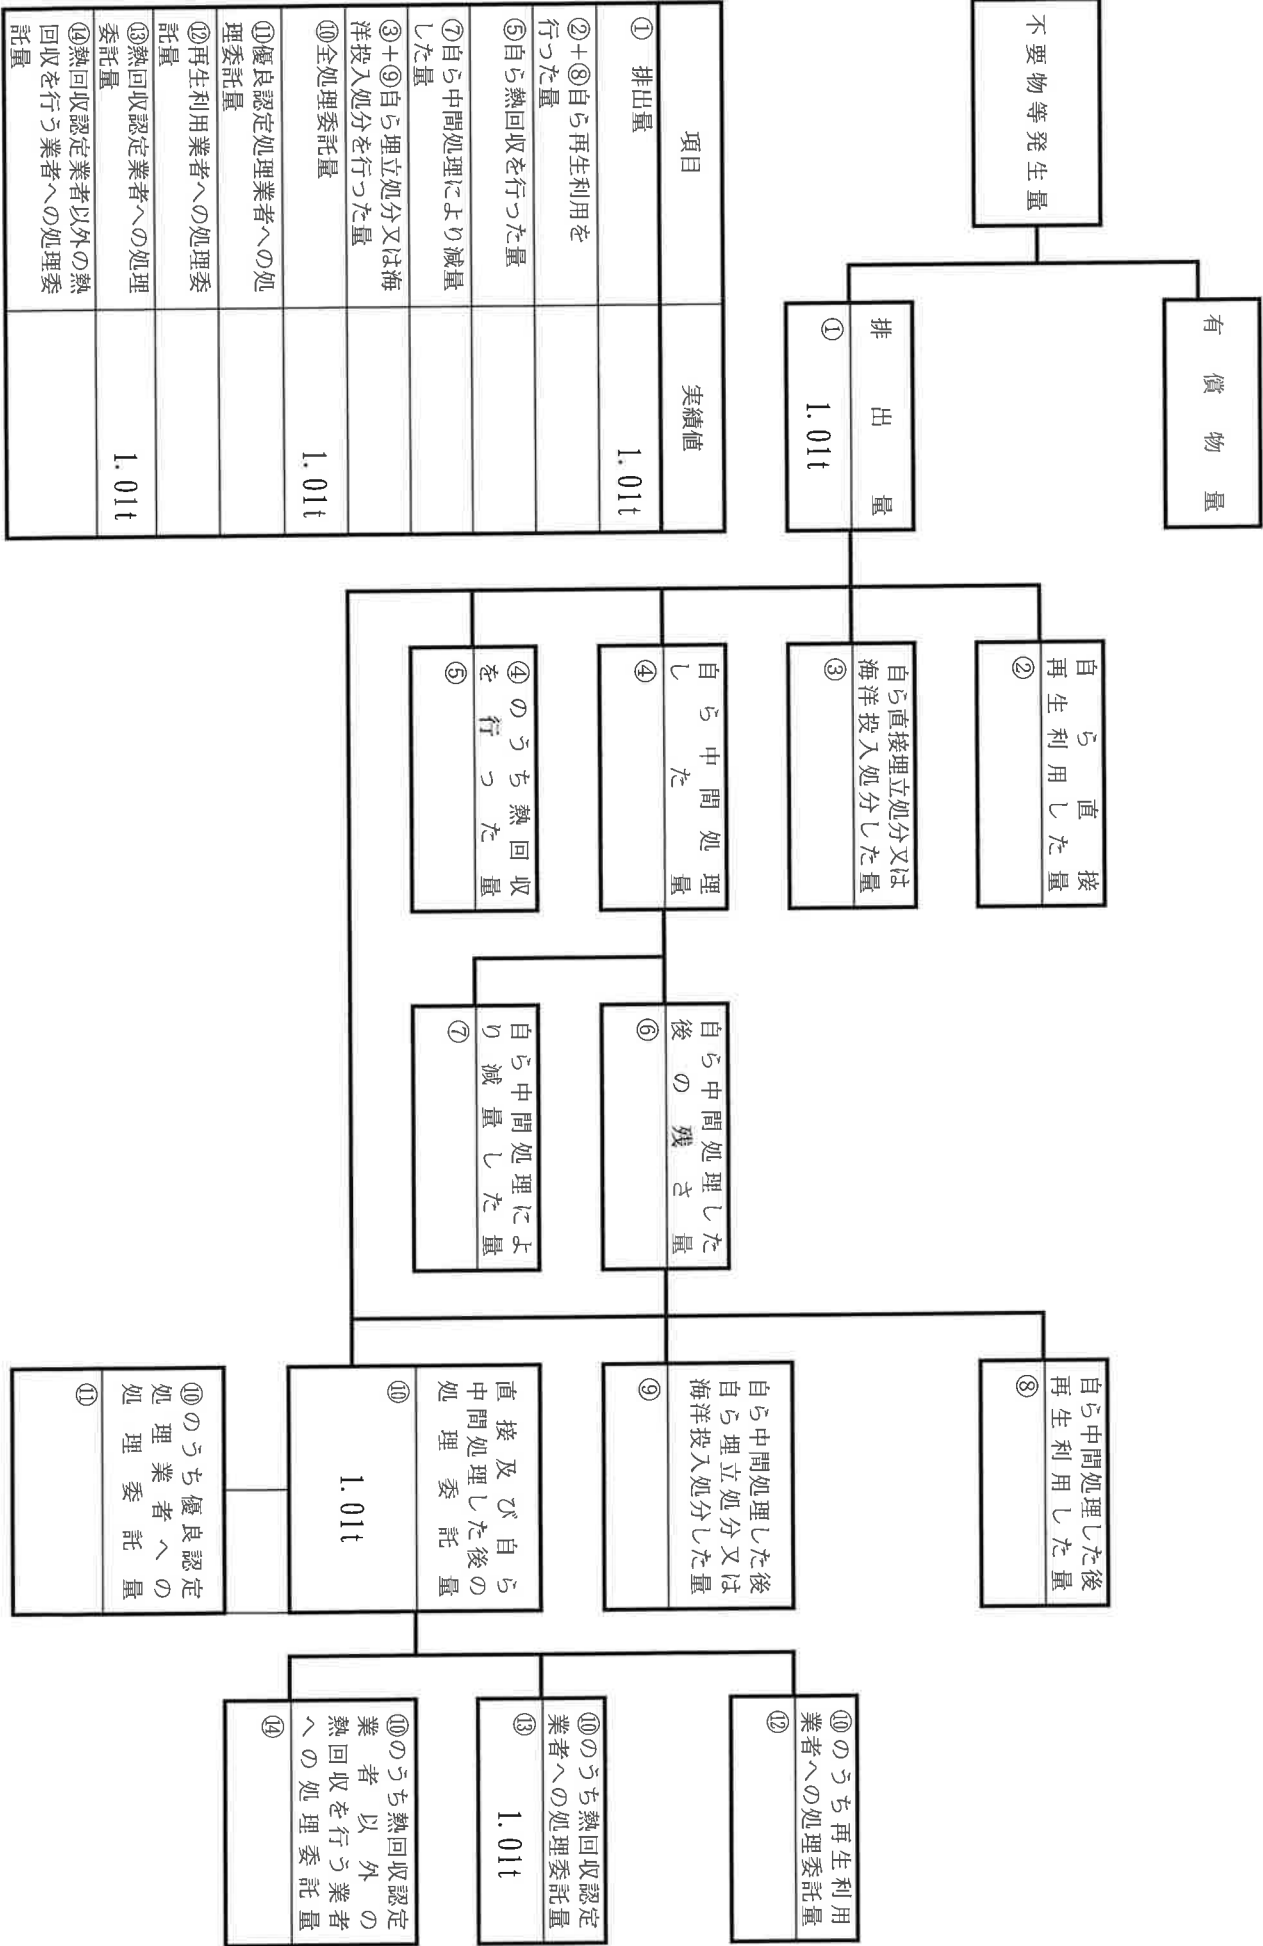 不要物等発生量
有償物量
排出量
① 1.01t
自ら直接
再生利用した量
②
自ら直接埋立処分又は
海洋投入処分した量
③
自ら中間処理
した量
④
④のうち熱回収
を行った量
⑤
自ら中間処理した
後の残さ量
⑥
自ら中間処理によ
り減量した量
⑦
自ら中間処理した後
再生利用した量
⑧
自ら中間処理した後
自ら埋立処分又は
海洋投入処分した量
⑨
直接及び自ら
中間処理した後の
処理委託量
⑩
1.01t
⑩のうち優良認定
処理業者への
処理委託量
⑪
⑩のうち再生利用
業者への処理委託量
⑫
⑩のうち熱回収認定
業者への処理委託量
⑬
1.01t
⑩のうち熱回収認定
業者以外の
熱回収を行う業者
への処理委託量
⑭
項目 実績値
① 排出量 1.01t
②+⑧自ら再生利用を
行った量
⑤自ら熱回収を行った量
⑦自ら中間処理により減量
した量
③+⑨自ら埋立処分又は海
洋投入処分を行った量
⑩全処理委託量 1.01t
⑪優良認定処理業者への処
理委託量
⑫再生利用業者への処理委
託量
⑬熱回収認定業者への処理
委託量 1.01t
⑭熱回収認定業者以外の熱
回収を行う業者への処理委
託量